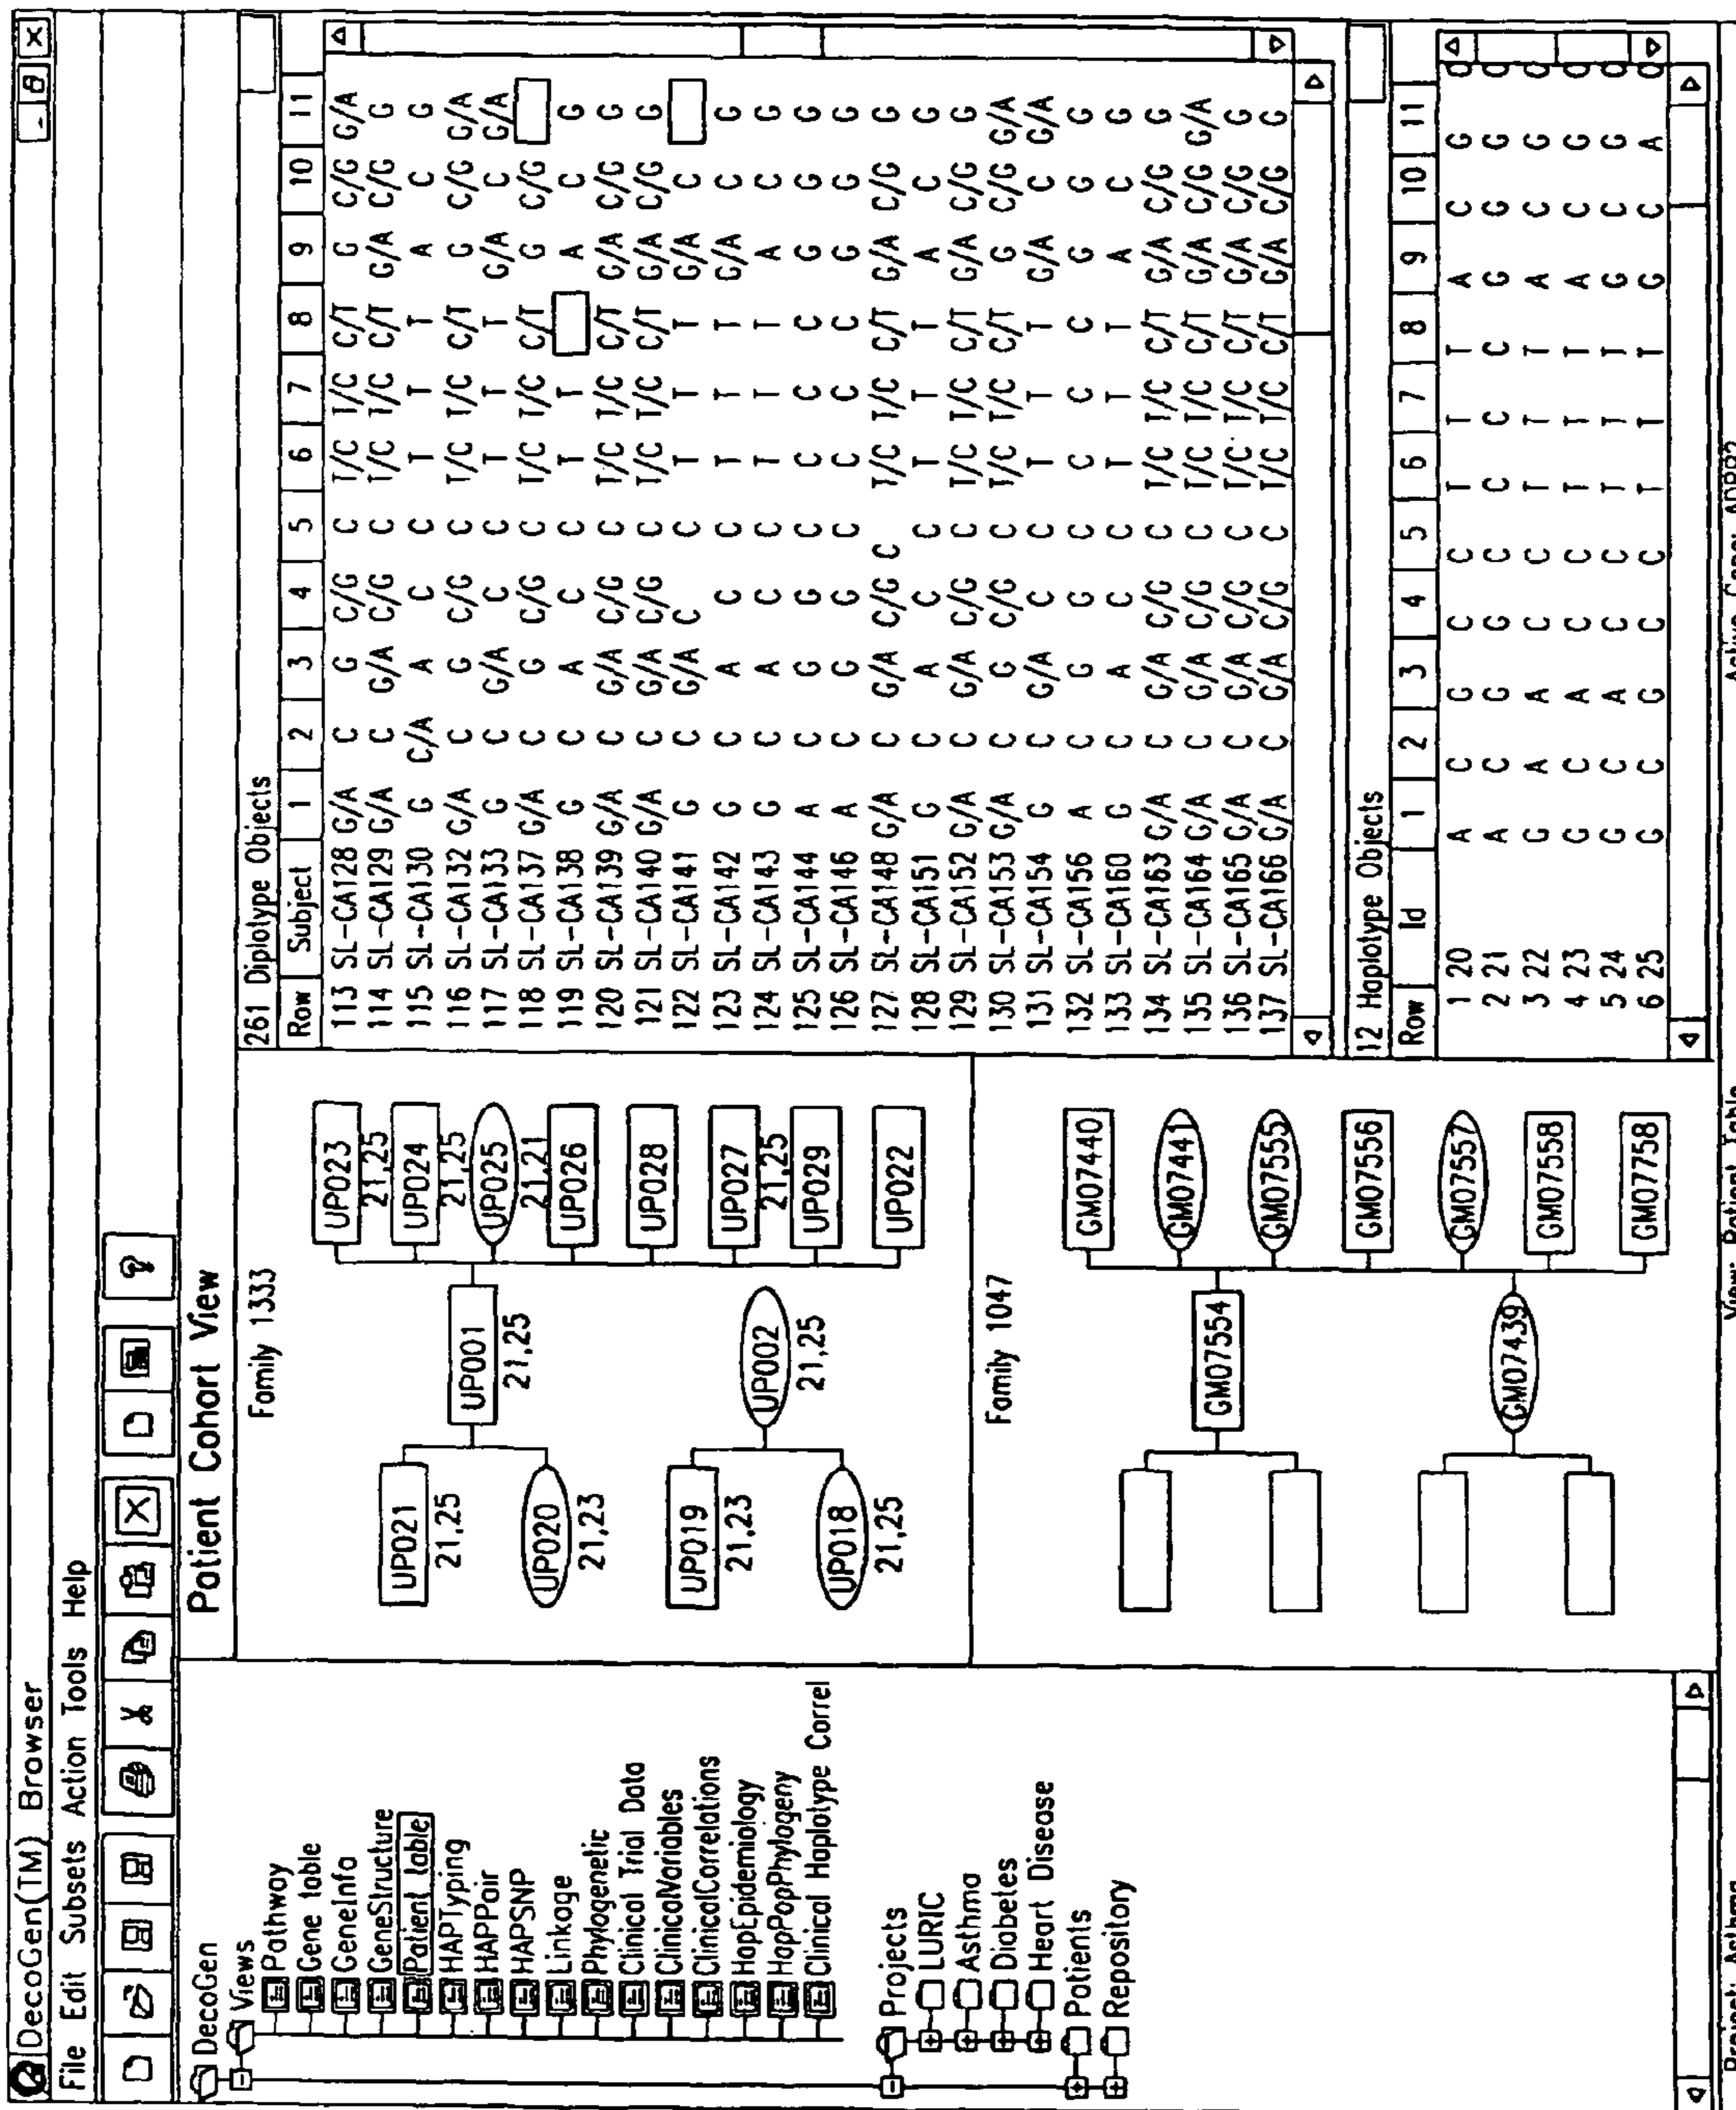 DecoGen(TM) Browser
File Edit Subsets Action Tools Help
DecoGen
Views
Pathway
Gene table
GeneInfo
GeneStructure
Patient table
HAPTyping
HAPPair
HAPSNP
Linkage
Phylogenetic
Clinical Trial Data
ClinicalVariables
ClinicalCorrelations
HapEpidemiology
HapPopPhylogeny
Clinical Haplotype Correl
Projects
LURIC
Asthma
Diabetes
Heart Disease
Patients
Repository
Patient Cohort View
Family 1333
UP021
21,25
UP020
21,23
UP019
21,23
UP018
21,25
UP001
21,25
UP002
21,25
UP023
21,25
UP024
21,25
UP025
21,21
UP026
UP028
UP027
21,25
UP029
UP022
Family 1047
GM07554
GM07439
GM07440
GM07441
GM07555
GM07556
GM07557
GM07558
GM07758
261 Diplotype Objects
Row Subject 1 2 3 4 5 6 7 8 9 10 11
113 SL-CA128 G/A C G C/G C T/C T/C C/T G C/G G/A
114 SL-CA129 G/A C G/A C/G C T/C T/C C/T G/A C/G G
115 SL-CA130 G C/A A C C T T T A C G
116 SL-CA132 G/A C G C/G C T/C T/C C/T G C/G G/A
117 SL-CA133 G C G/A C C T T T G/A C G/A
118 SL-CA137 G/A C G C/G C T/C T/C C/T G C/G
119 SL-CA138 G C A C C T T A C G
120 SL-CA139 G/A C G/A C/G C T/C T/C C/T G/A C/G G
121 SL-CA140 G/A C G/A C/G C T/C T/C C/T G/A C/G G
122 SL-CA141 G C G/A C C T T T G/A C
123 SL-CA142 G C A C C T T T G/A C G
124 SL-CA143 G C A C C T T T A C G
125 SL-CA144 A C G G C C C C G G G
126 SL-CA146 A C G G C C C C G G G
127 SL-CA148 G/A C G/A C/G C T/C T/C C/T G/A C/G G
128 SL-CA151 G C A C C T T T A C G
129 SL-CA152 G/A C G/A C/G C T/C T/C C/T G/A C/G G
130 SL-CA153 G/A C G C/G C T/C T/C C/T G C/G G/A
131 SL-CA154 G C G/A C C T T T G/A C G/A
132 SL-CA156 A C G G C C C C G G G
133 SL-CA160 G C A C C T T T A C G
134 SL-CA163 G/A C G/A C/G C T/C T/C C/T G/A C/G G
135 SL-CA164 G/A C G/A C/G C T/C T/C C/T G/A C/G G/A
136 SL-CA165 G/A C G/A C/G C T/C T/C C/T G/A C/G G
137 SL-CA166 G/A C G/A C/G C T/C T/C C/T G/A C/G G
12 Haplotype Objects
Row Id 1 2 3 4 5 6 7 8 9 10 11
1 20 A C G C C T T T A C G
2 21 A C G G C C C C G G G
3 22 G A A C C T T T A C G
4 23 G C A C C T T T A C G
5 24 G C A C C T T T G C G
6 25 G C G C C T T T G C A
Project: Asthma
View: Patient Table
Active Gene: ADRB2